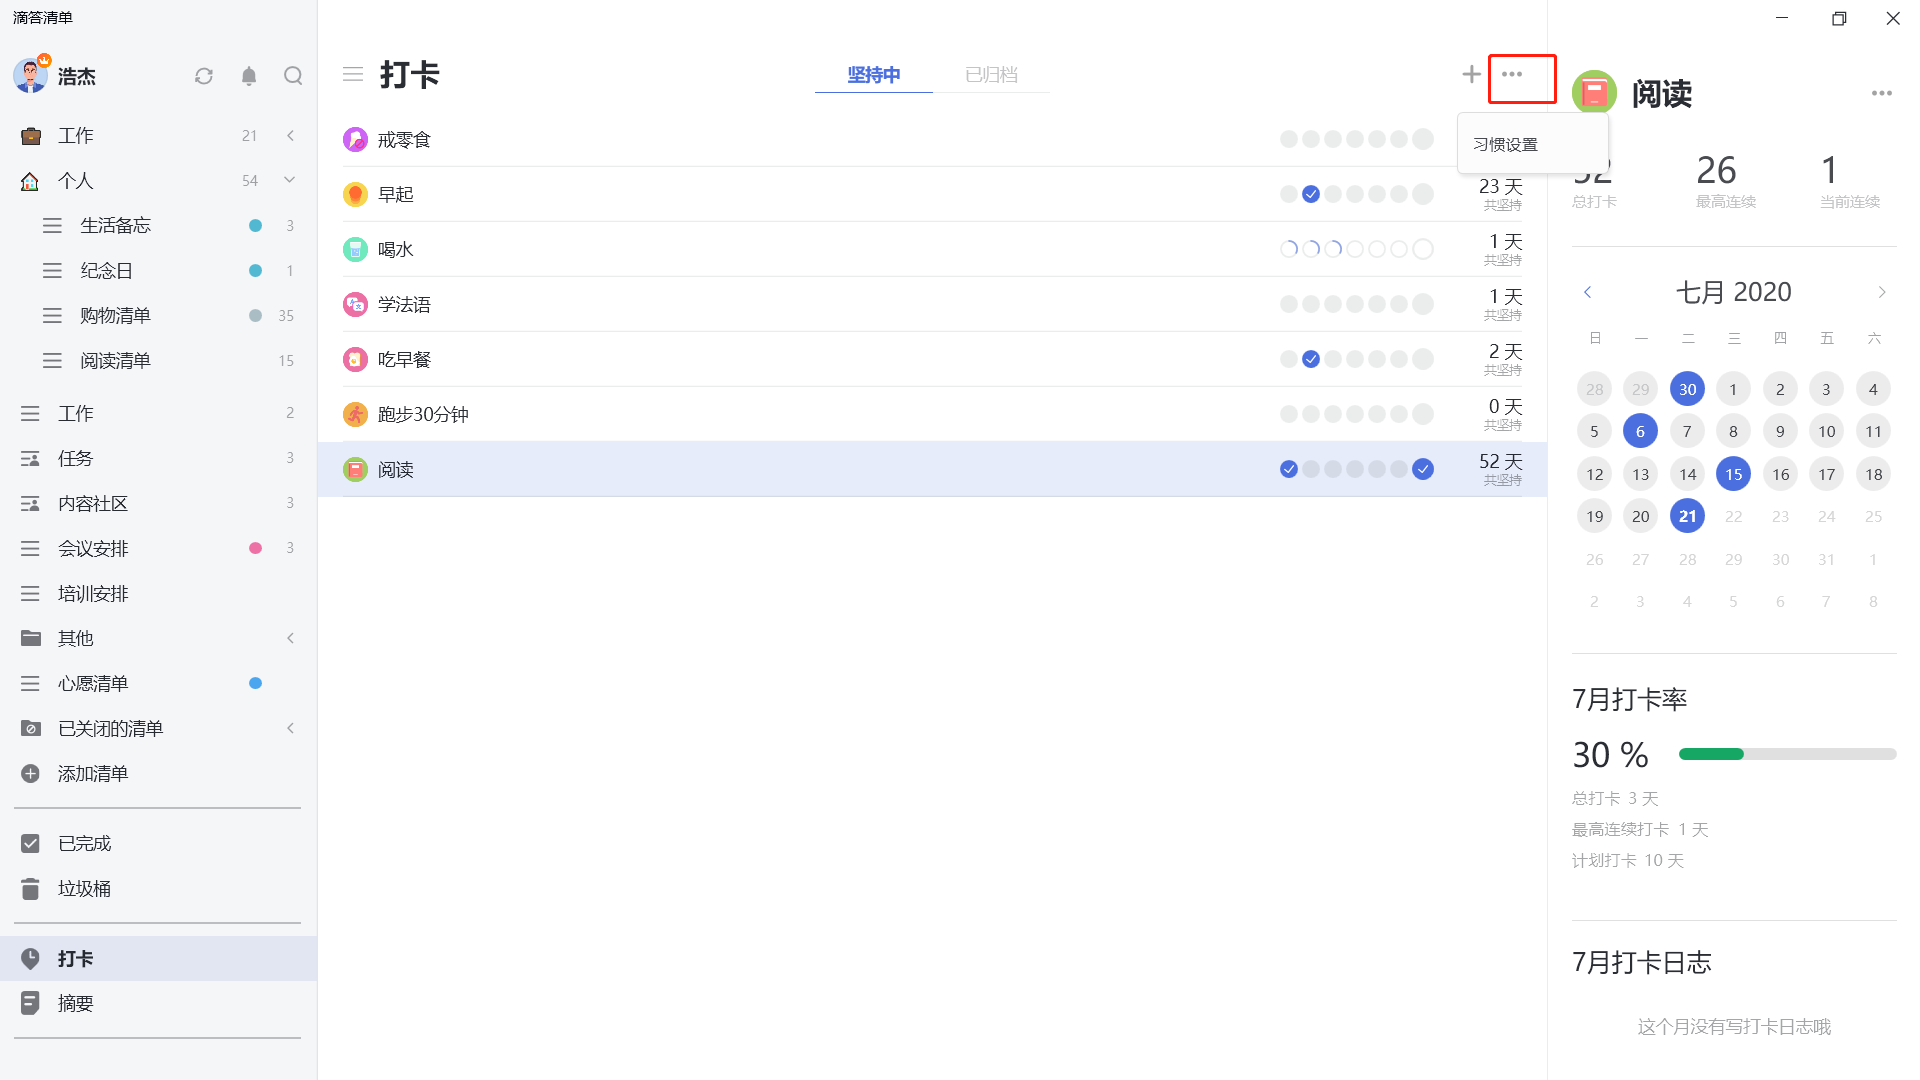 滴答清单
浩杰
工作 21
个人 54
生活备忘 3
纪念日 1
购物清单 35
阅读清单 15
工作 2
任务 3
内容社区 3
会议安排 3
培训安排
其他
心愿清单
已关闭的清单
添加清单
已完成
垃圾桶
打卡
摘要
打卡
坚持中 已归档
习惯设置
戒零食
早起 23 天
共坚持
喝水 1 天
共坚持
学法语 1 天
共坚持
吃早餐 2 天
共坚持
跑步30分钟 0 天
共坚持
阅读 52 天
共坚持
阅读
26 1
总打卡 最高连续 当前连续
七月 2020
日 一 二 三 四 五 六
28 29 30 1 2 3 4
5 6 7 8 9 10 11
12 13 14 15 16 17 18
19 20 21 22 23 24 25
26 27 28 29 30 31 1
2 3 4 5 6 7 8
7月打卡率
30 %
总打卡 3 天
最高连续打卡 1 天
计划打卡 10 天
7月打卡日志
这个月没有写打卡日志哦